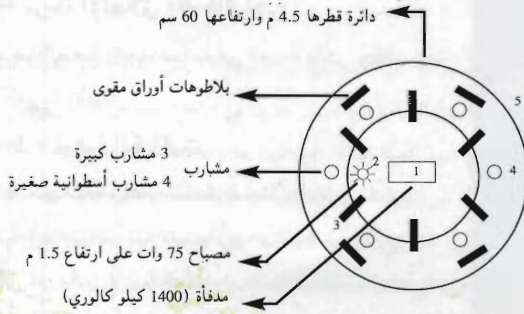 دائرة قطرها 4.5 م وارتفاعها 60 سم
بلاطوهات أوراق مقوى
3 مشارب كبيرة
مشارب
4 مشارب أسطوانية صغيرة
مصباح 75 وات على ارتفاع 1.5 م
مدفأة (1400 كيلو كالوري)
1
2
3
4
5